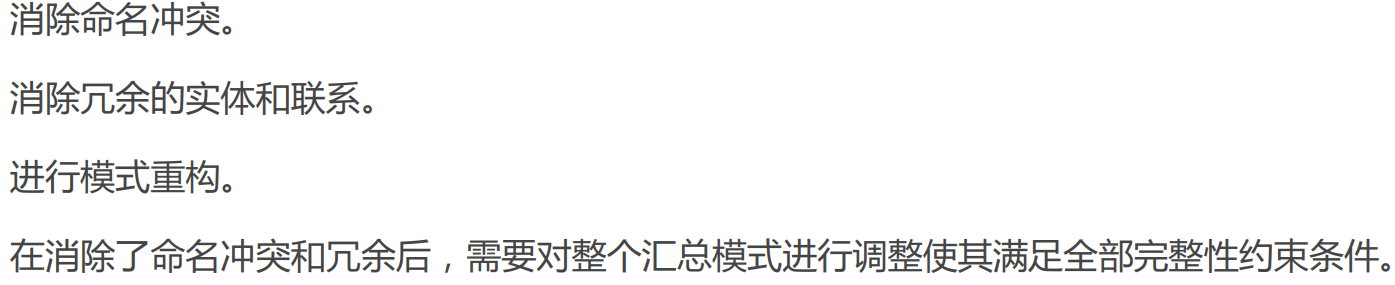 消除命名冲突。
消除冗余的实体和联系。
进行模式重构。
在消除了命名冲突和冗余后，需要对整个汇总模式进行调整使其满足全部完整性约束条件。